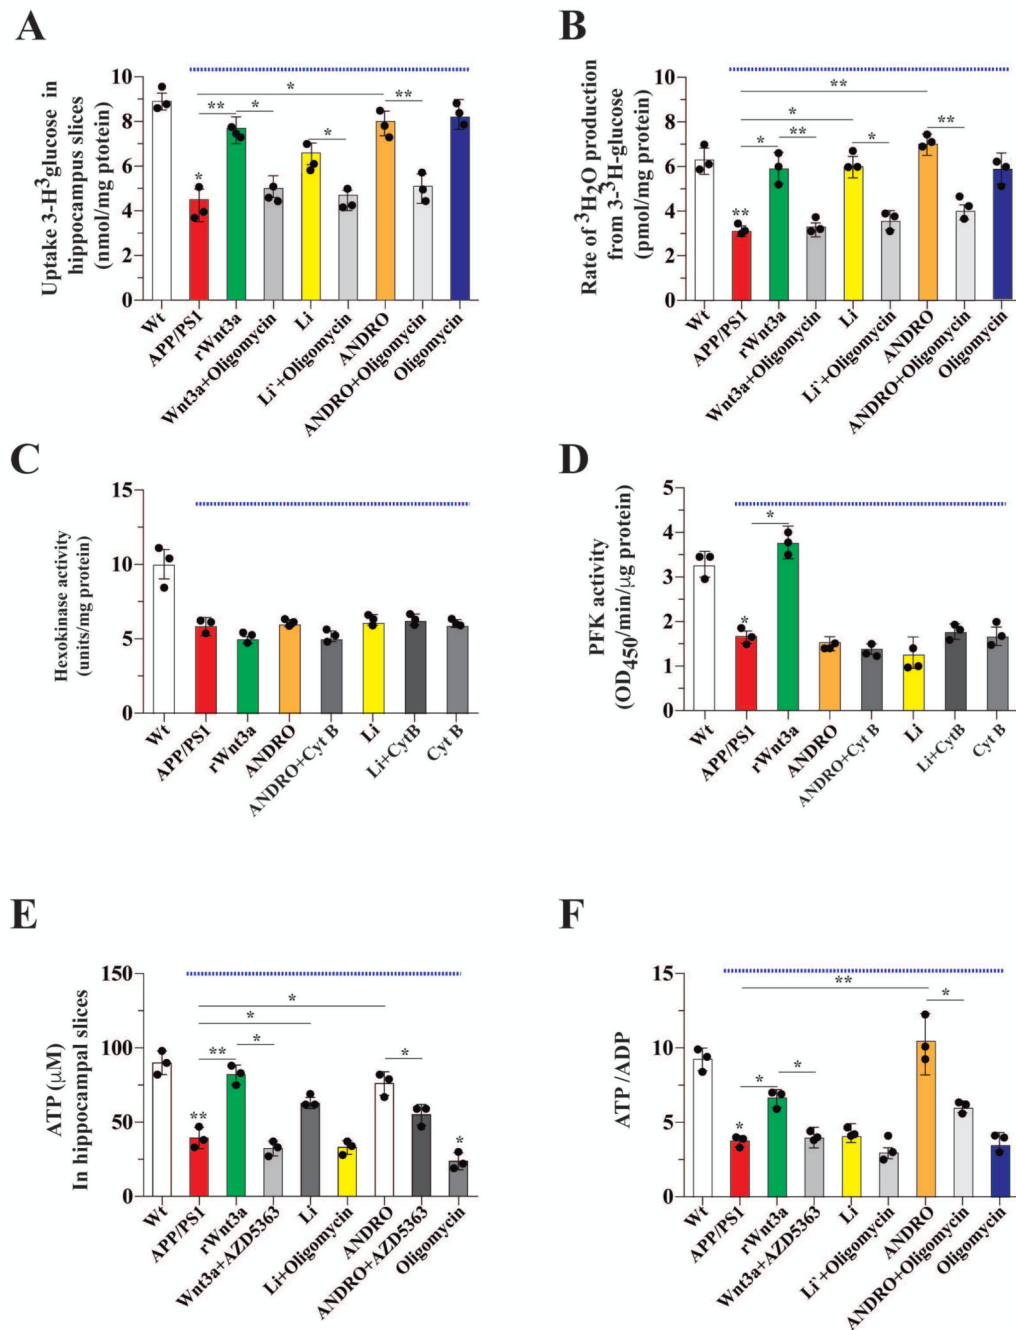 A
Uptake 3-H³glucose in
hippocampus slices
(nmol/mg ptotein)
10
8
6
4
2
0
*
**
*
*
*
**
Wt
APP/PS1
rWnt3a
Wnt3a+Oligomycin
Li
Li⁺+Oligomycin
ANDRO
ANDRO+Oligomycin
Oligomycin
B
Rate of ³H₂O production
from 3-³H-glucose
(pmol/mg protein)
10
8
6
4
2
0
**
**
*
*
**
*
**
Wt
APP/PS1
rWnt3a
Wnt3a+Oligomycin
Li
Li⁺+Oligomycin
ANDRO
ANDRO+Oligomycin
Oligomycin
C
Hexokinase activity
(units/mg protein)
15
10
5
0
Wt
APP/PS1
rWnt3a
ANDRO
ANDRO+Cyt B
Li
Li+CytB
Cyt B
D
PFK activity
(OD₄₅₀/min/µg protein)
5
4
3
2
1
0
*
*
Wt
APP/PS1
rWnt3a
ANDRO
ANDRO+Cyt B
Li
Li+CytB
Cyt B
E
ATP (µM)
In hippocampal slices
150
100
50
0
**
*
*
**
*
*
*
Wt
APP/PS1
rWnt3a
Wnt3a+AZD5363
Li
Li+Oligomycin
ANDRO
ANDRO+AZD5363
Oligomycin
F
ATP /ADP
15
10
5
0
*
**
*
*
*
Wt
APP/PS1
rWnt3a
Wnt3a+AZD5363
Li
Li⁺+Oligomycin
ANDRO
ANDRO+Oligomycin
Oligomycin